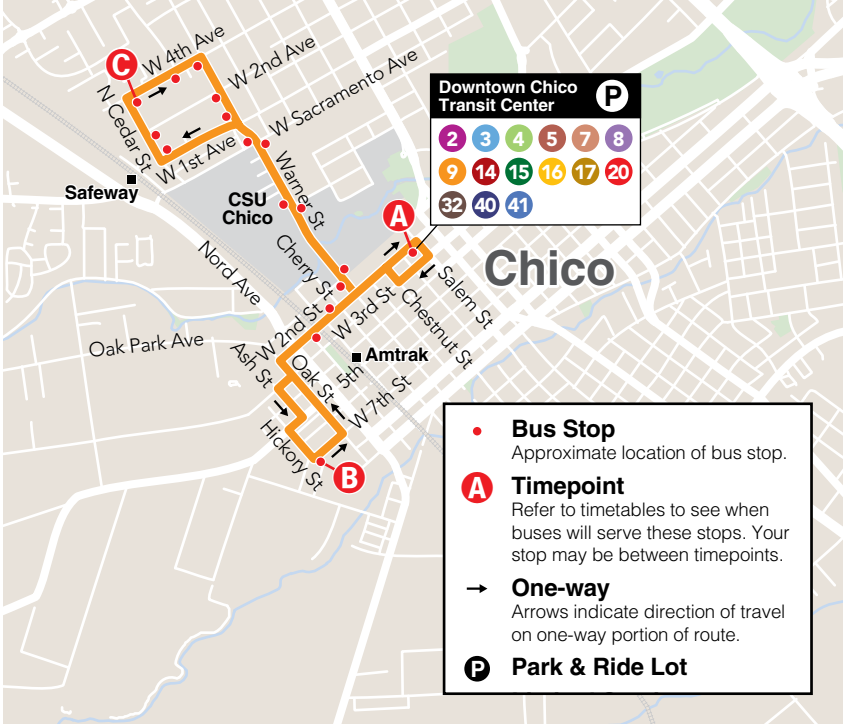 W 4th Ave
C
W 2nd Ave
W Sacramento Ave
N Cedar St
W 1st Ave
Safeway
CSU
Chico
Warner St
Cherry St
Nord Ave
Downtown Chico
Transit Center
P
2 3 4 5 7 8
9 14 15 16 17 20
32 40 41
A
Chico
Salem St
Chestnut St
W 3rd St
W 2nd St
Oak Park Ave
Amtrak
5th
Ash St
Oak St
W 7th St
Hickory St
B
Bus Stop
Approximate location of bus stop.
A
Timepoint
Refer to timetables to see when
buses will serve these stops. Your
stop may be between timepoints.
One-way
Arrows indicate direction of travel
on one-way portion of route.
P
Park & Ride Lot